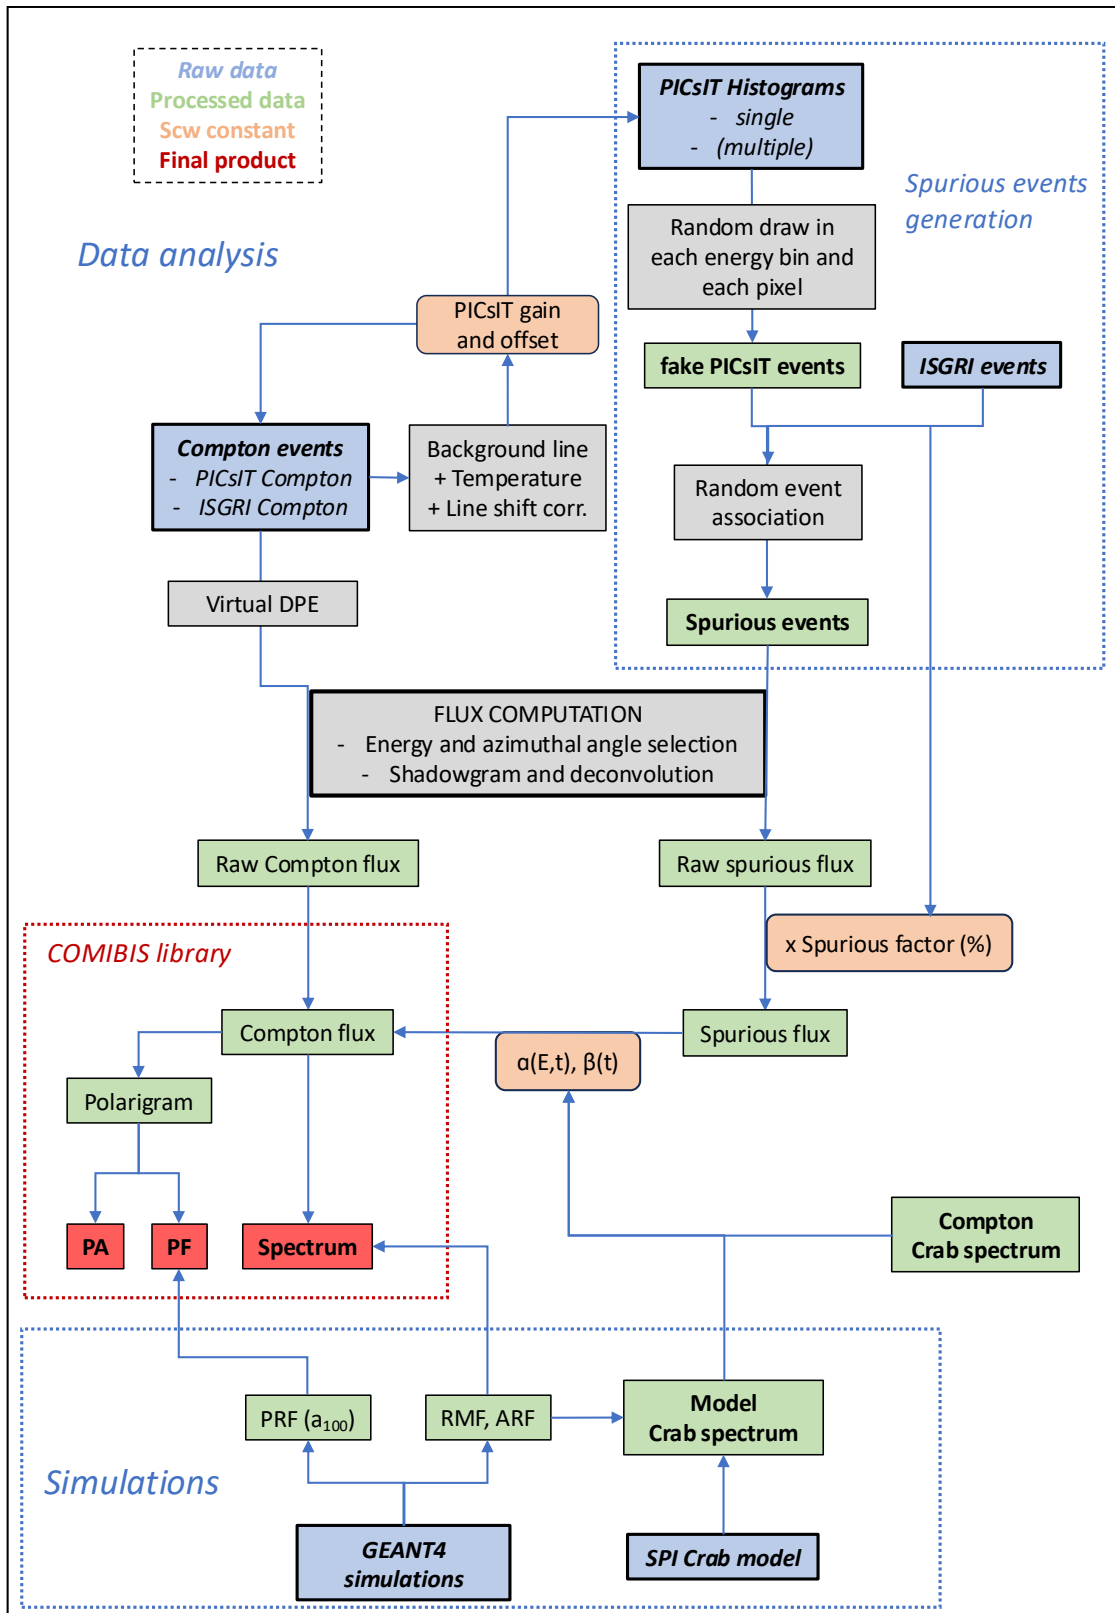 Raw data
Processed data
Scw constant
Final product
Data analysis
PICsIT Histograms
- single
- (multiple)
Spurious events
generation
Random draw in
each energy bin and
each pixel
PICsIT gain
and offset
fake PICsIT events
ISGRI events
Compton events
- PICsIT Compton
- ISGRI Compton
Background line
+ Temperature
+ Line shift corr.
Random event
association
Virtual DPE
Spurious events
FLUX COMPUTATION
- Energy and azimuthal angle selection
- Shadowgram and deconvolution
Raw Compton flux
Raw spurious flux
COMIBIS library
x Spurious factor (%)
Compton flux
Spurious flux
α(E,t), β(t)
Polarigram
PA
PF
Spectrum
Compton
Crab spectrum
PRF (a₁₀₀)
RMF, ARF
Model
Crab spectrum
Simulations
GEANT4
simulations
SPI Crab model